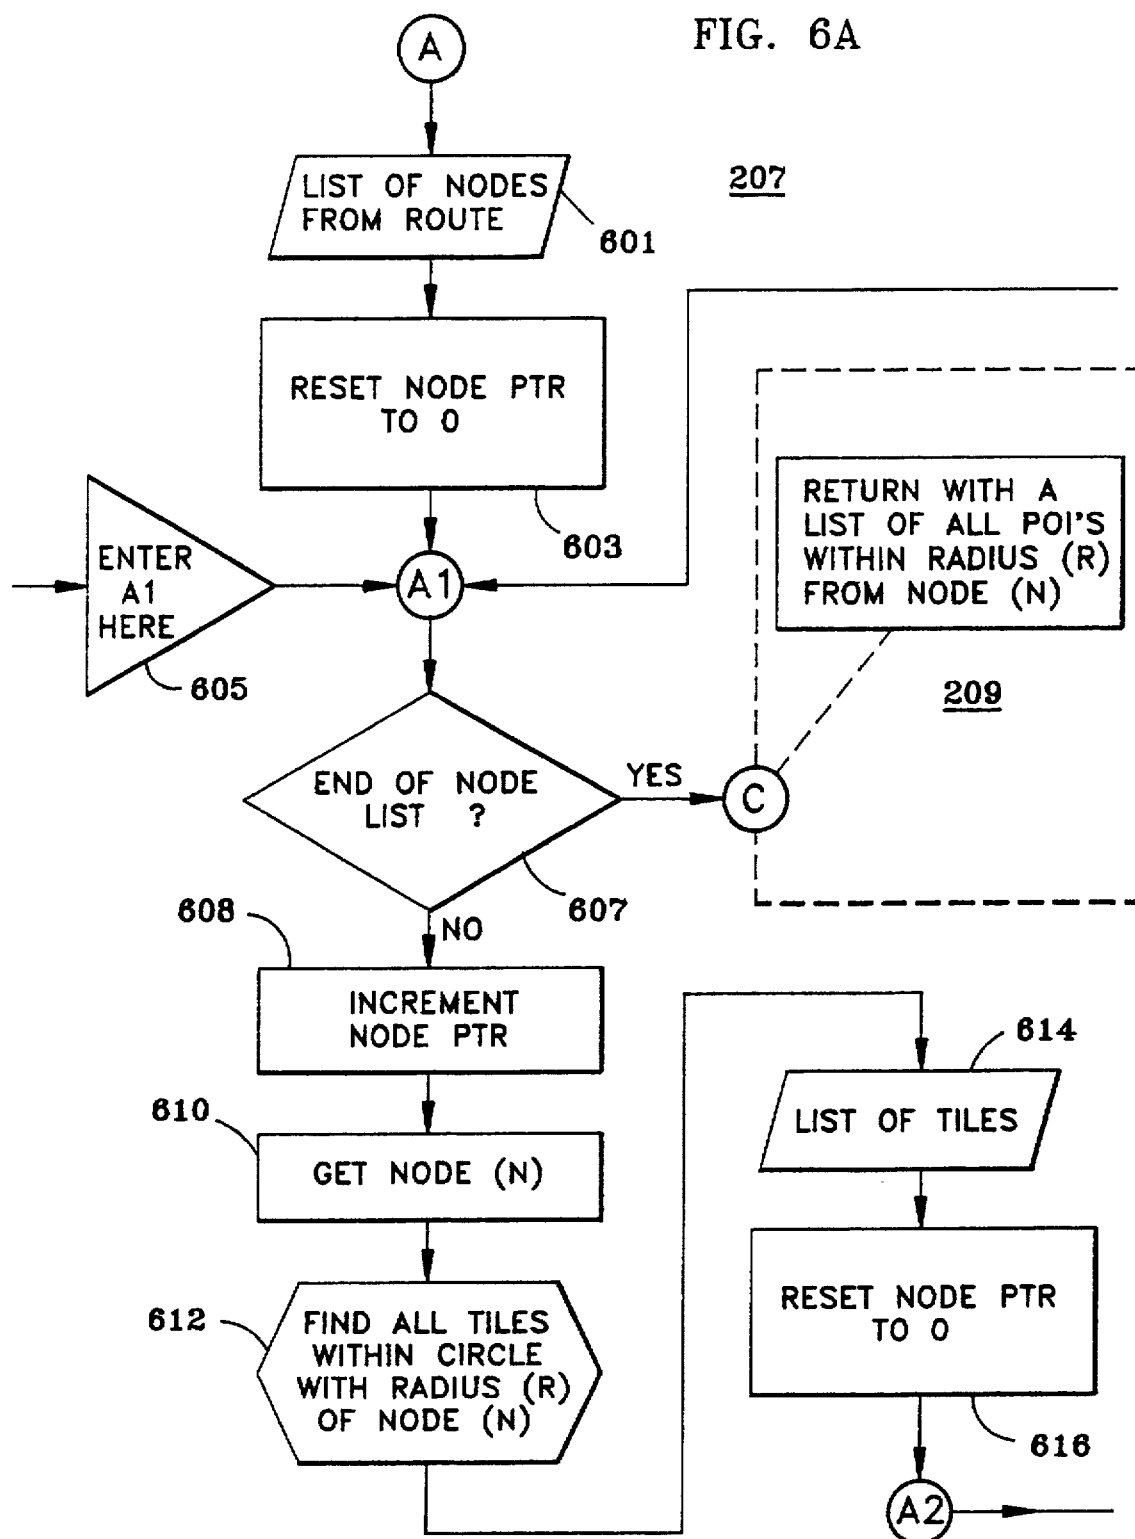 FIG. 6A
A
LIST OF NODES
FROM ROUTE
601
207
RESET NODE PTR
TO 0
603
ENTER
A1
HERE
605
A1
RETURN WITH A
LIST OF ALL POI'S
WITHIN RADIUS (R)
FROM NODE (N)
209
END OF NODE
LIST ?
607
YES
C
NO
608
INCREMENT
NODE PTR
610
GET NODE (N)
612
FIND ALL TILES
WITHIN CIRCLE
WITH RADIUS (R)
OF NODE (N)
614
LIST OF TILES
RESET NODE PTR
TO 0
616
A2